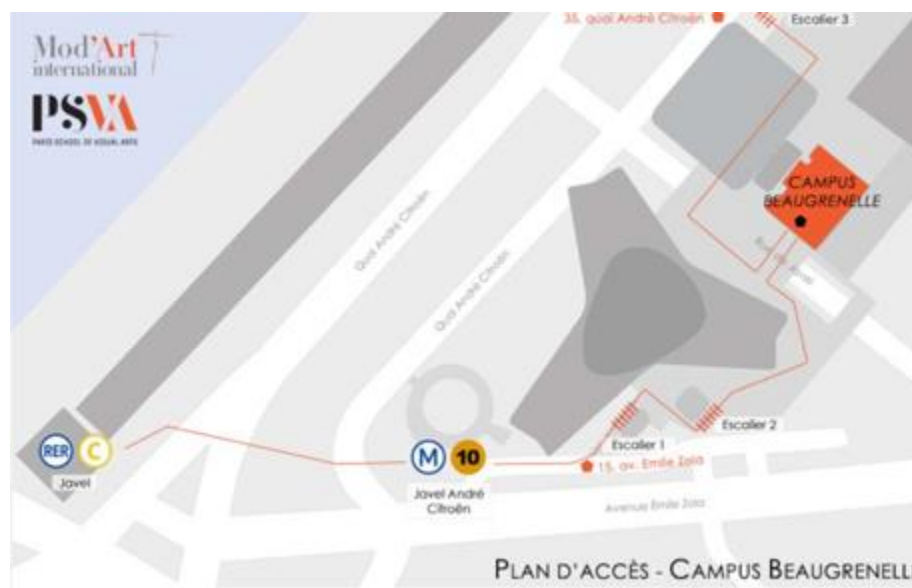 Mod'Art
international
PSVA
PARIS SCHOOL OF VISUAL ARTS
35, quai André Citroën
Escalier 3
CAMPUS
BEAUGRENELLE
Quai André Citroën
Quai André Citroën
RER
C
Javel
M
10
Javel André
Citroën
Escalier 1
Escalier 2
15, av. Emile Zola
Avenue Emile Zola
PLAN D'ACCÈS - CAMPUS BEAUGRENELL